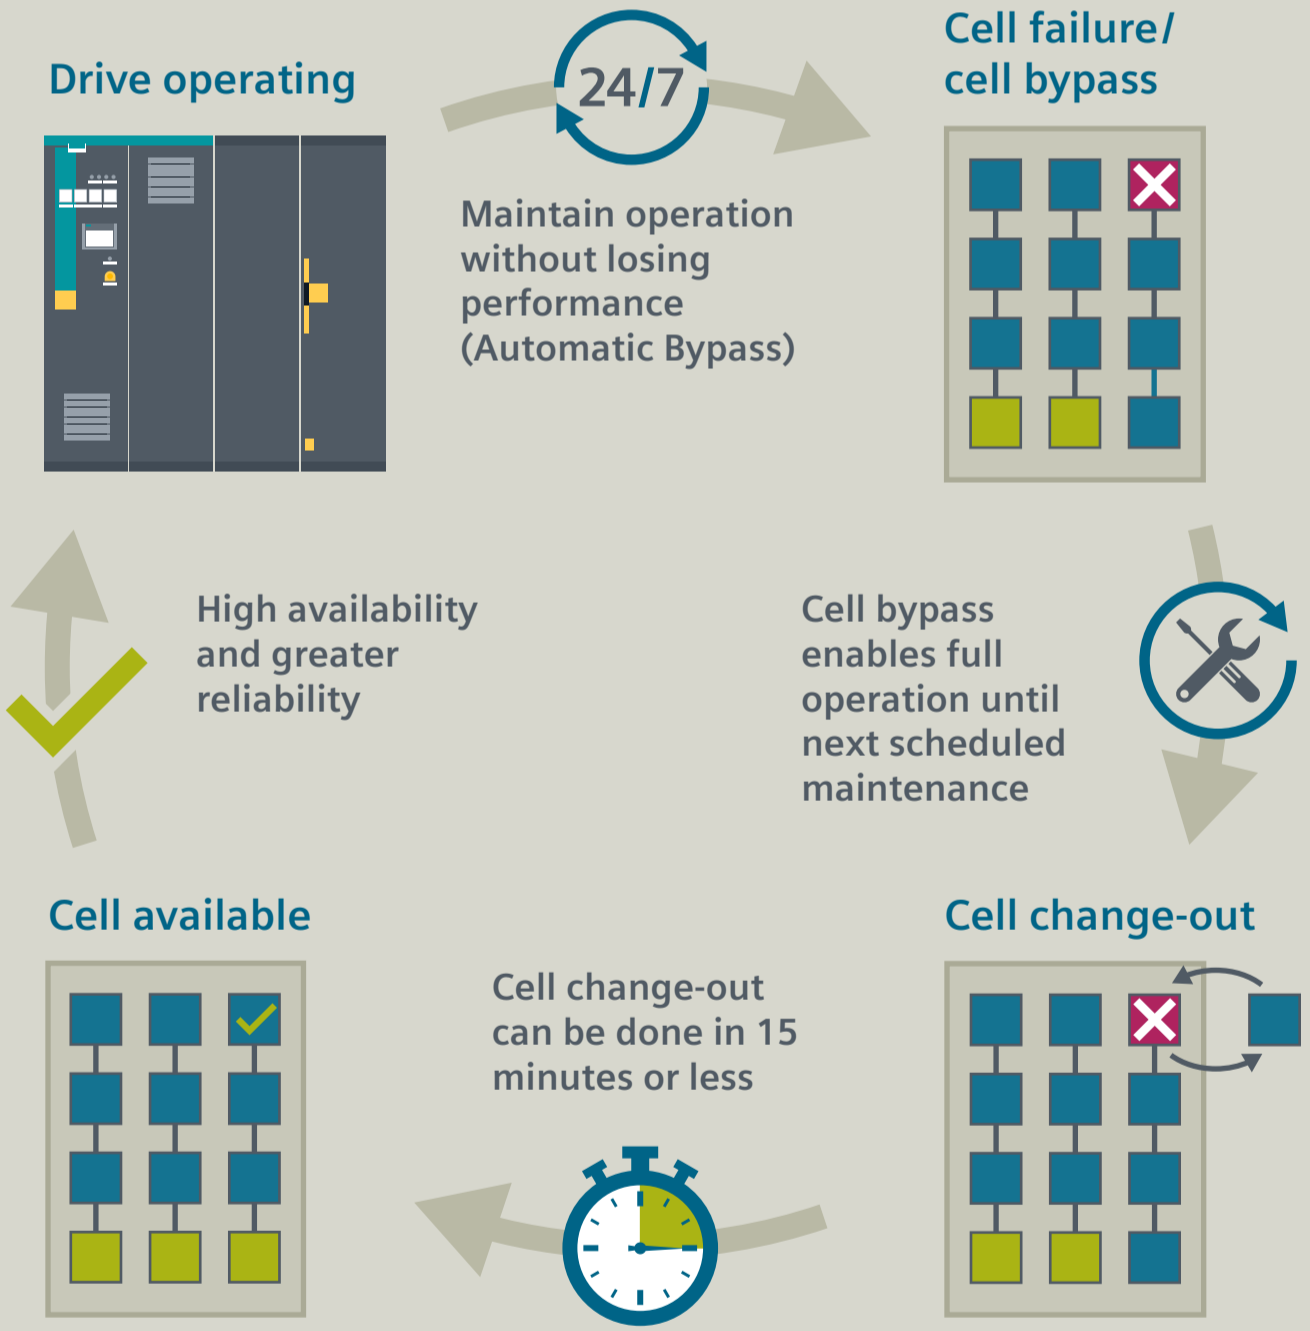 Drive operating
24/7
Cell failure/
cell bypass
Maintain operation
without losing
performance
(Automatic Bypass)
High availability
and greater
reliability
Cell bypass
enables full
operation until
next scheduled
maintenance
Cell available
Cell change-out
Cell change-out
can be done in 15
minutes or less